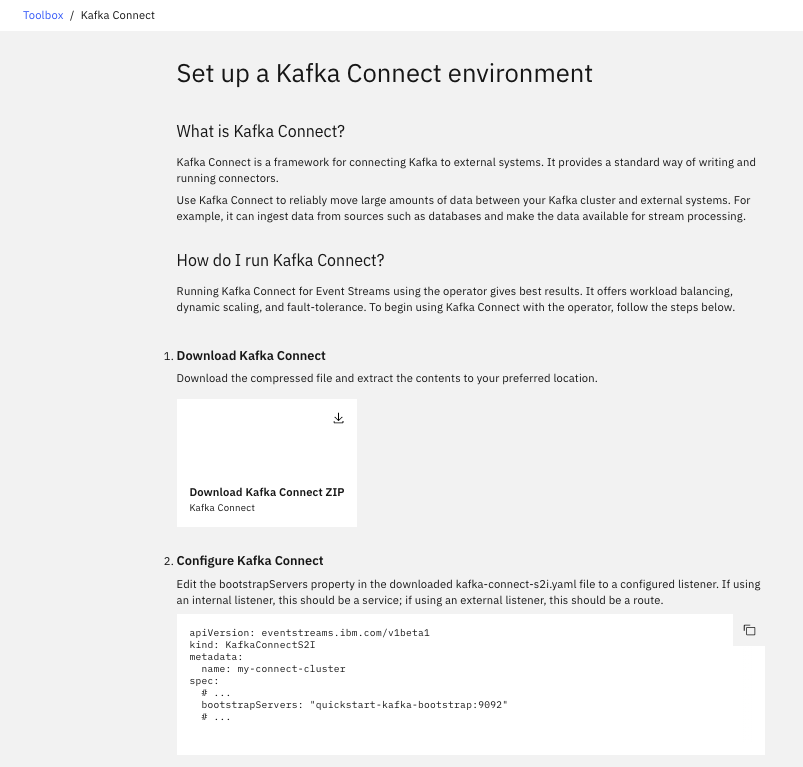 Toolbox / Kafka Connect
Set up a Kafka Connect environment
What is Kafka Connect?
Kafka Connect is a framework for connecting Kafka to external systems. It provides a standard way of writing and
running connectors.
Use Kafka Connect to reliably move large amounts of data between your Kafka cluster and external systems. For
example, it can ingest data from sources such as databases and make the data available for stream processing.
How do I run Kafka Connect?
Running Kafka Connect for Event Streams using the operator gives best results. It offers workload balancing,
dynamic scaling, and fault-tolerance. To begin using Kafka Connect with the operator, follow the steps below.
1. Download Kafka Connect
Download the compressed file and extract the contents to your preferred location.
Download Kafka Connect ZIP
Kafka Connect
2. Configure Kafka Connect
Edit the bootstrapServers property in the downloaded kafka-connect-s2i.yaml file to a configured listener. If using
an internal listener, this should be a service; if using an external listener, this should be a route.
apiVersion: eventstreams.ibm.com/v1beta1
kind: KafkaConnectS2I
metadata:
  name: my-connect-cluster
spec:
  # ...
  bootstrapServers: "quickstart-kafka-bootstrap:9092"
  # ...